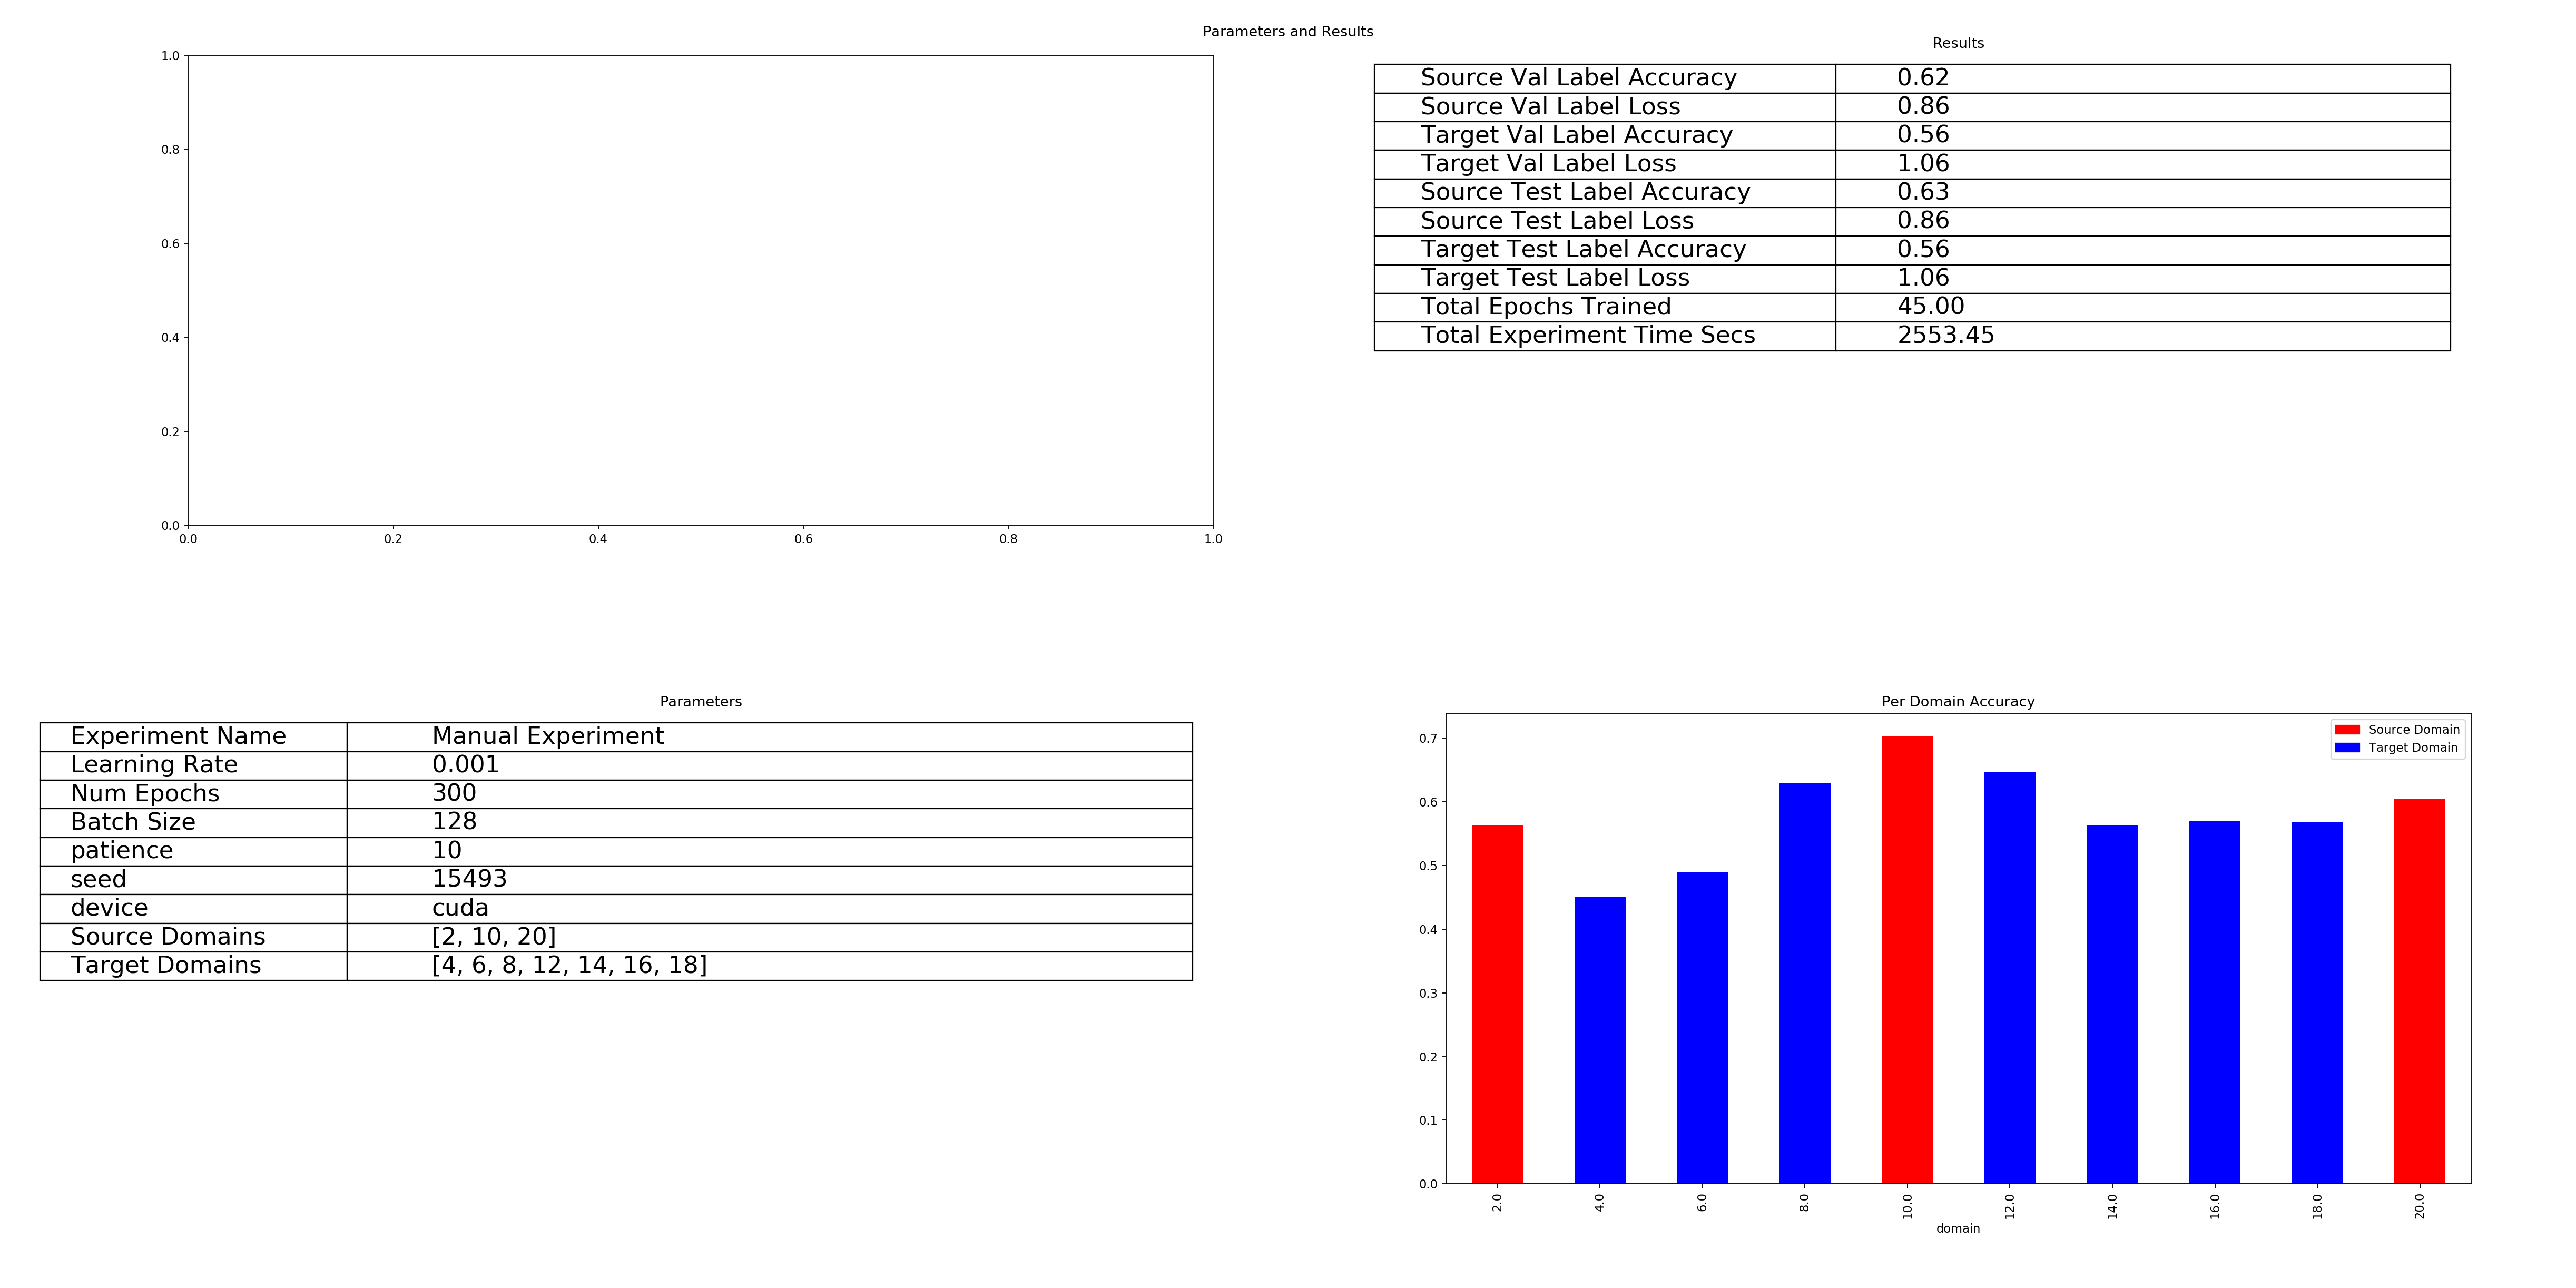 Parameters and Results
1.0
0.8
0.6
0.4
0.2
0.0
0.0 0.2 0.4 0.6 0.8 1.0
Results
Source Val Label Accuracy 0.62
Source Val Label Loss 0.86
Target Val Label Accuracy 0.56
Target Val Label Loss 1.06
Source Test Label Accuracy 0.63
Source Test Label Loss 0.86
Target Test Label Accuracy 0.56
Target Test Label Loss 1.06
Total Epochs Trained 45.00
Total Experiment Time Secs 2553.45
Parameters
Experiment Name Manual Experiment
Learning Rate 0.001
Num Epochs 300
Batch Size 128
patience 10
seed 15493
device cuda
Source Domains [2, 10, 20]
Target Domains [4, 6, 8, 12, 14, 16, 18]
Per Domain Accuracy
Source Domain
Target Domain
0.7
0.6
0.5
0.4
0.3
0.2
0.1
0.0
2.0 4.0 6.0 8.0 10.0 12.0 14.0 16.0 18.0 20.0
domain